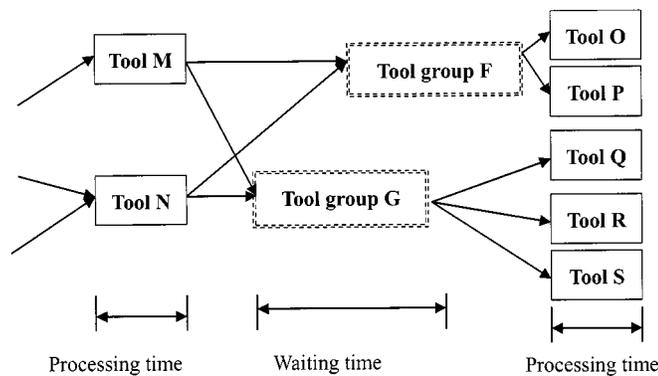 Tool M
Tool group F
Tool O
Tool P
Tool N
Tool group G
Tool Q
Tool R
Tool S
Processing time
Waiting time
Processing time